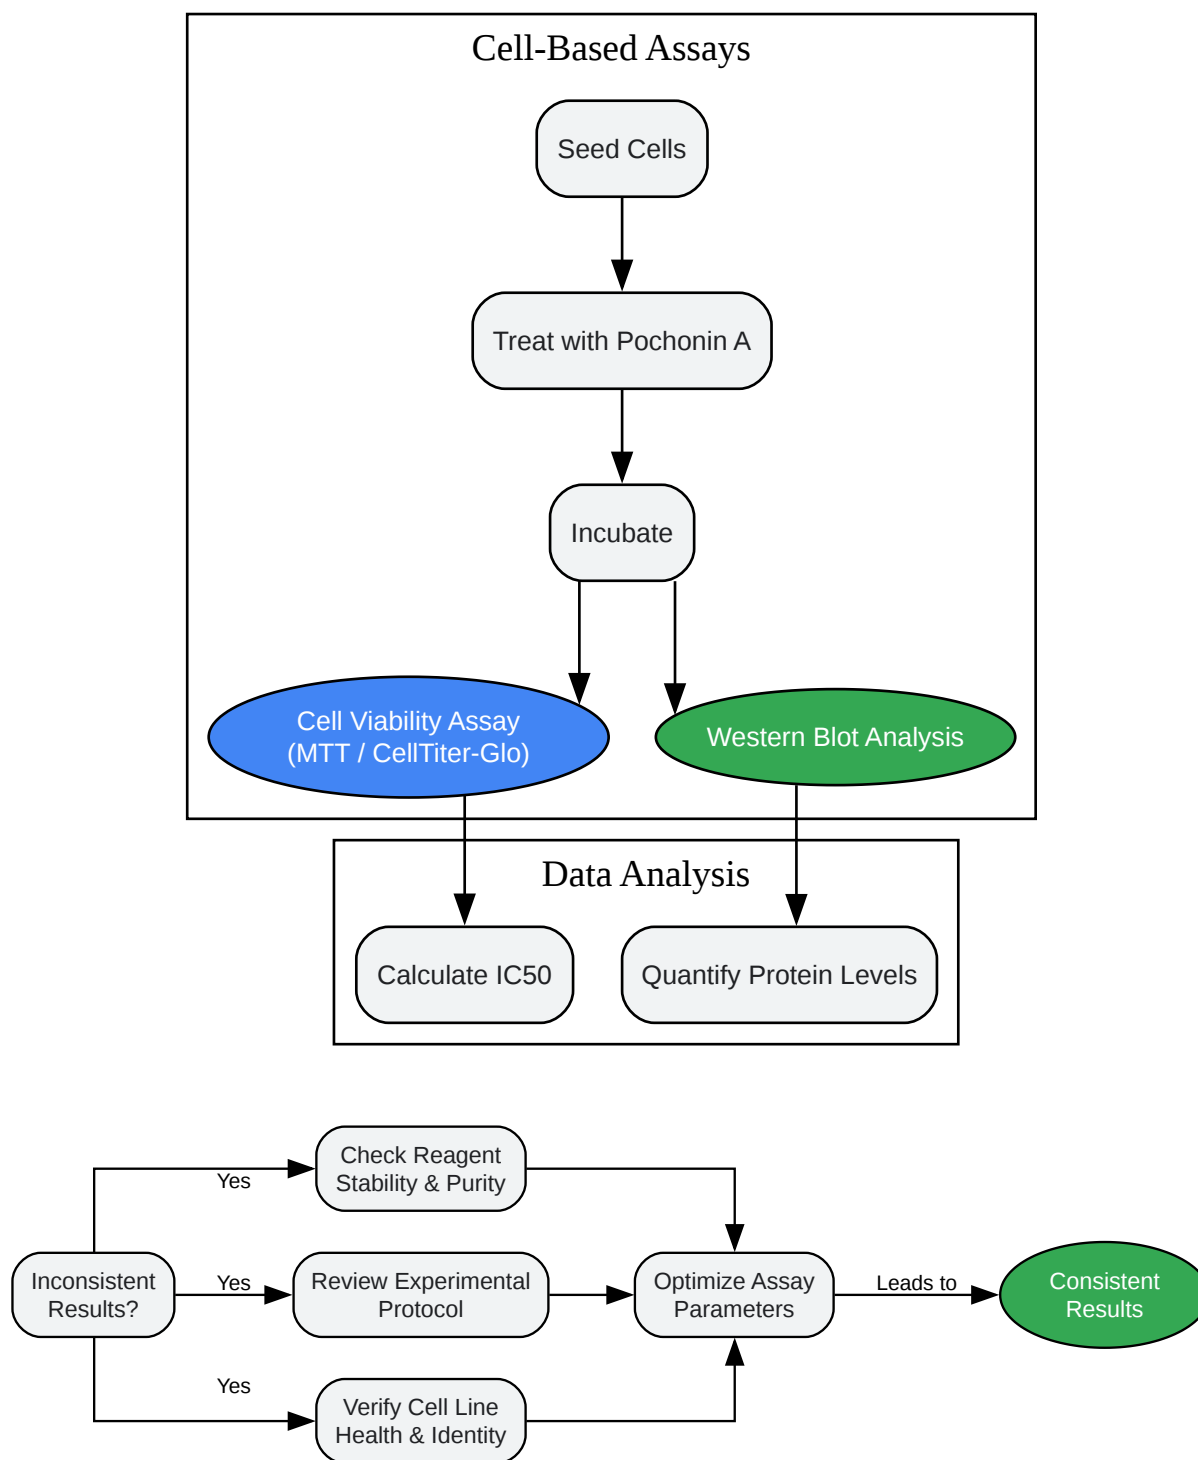 Cell-Based Assays
Seed Cells
Treat with Pochonin A
Incubate
Cell Viability Assay
(MTT / CellTiter-Glo)
Western Blot Analysis
Data Analysis
Calculate IC50
Quantify Protein Levels
Check Reagent
Stability & Purity
Yes
Inconsistent
Results?
Yes
Review Experimental
Protocol
Optimize Assay
Parameters
Leads to
Consistent
Results
Yes
Verify Cell Line
Health & Identity